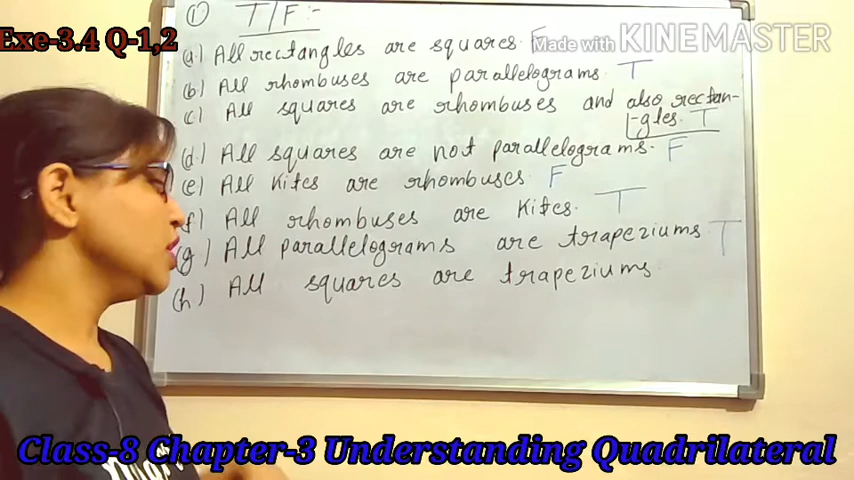 ① T/F :-
Exe-3.4 Q-1,2
Made with KINEMASTER
(a) All rectangles are squares. F
(b) All rhombuses are parallelograms. T
(c) All squares are rhombuses and also rectan-
-gles. T
(d) All squares are not parallelograms. F
(e) All Kites are rhombuses. F
(f) All rhombuses are Kites. T
(g) All parallelograms are trapeziums. T
(h) All squares are trapeziums.
Class-8 Chapter-3 Understanding Quadrilateral